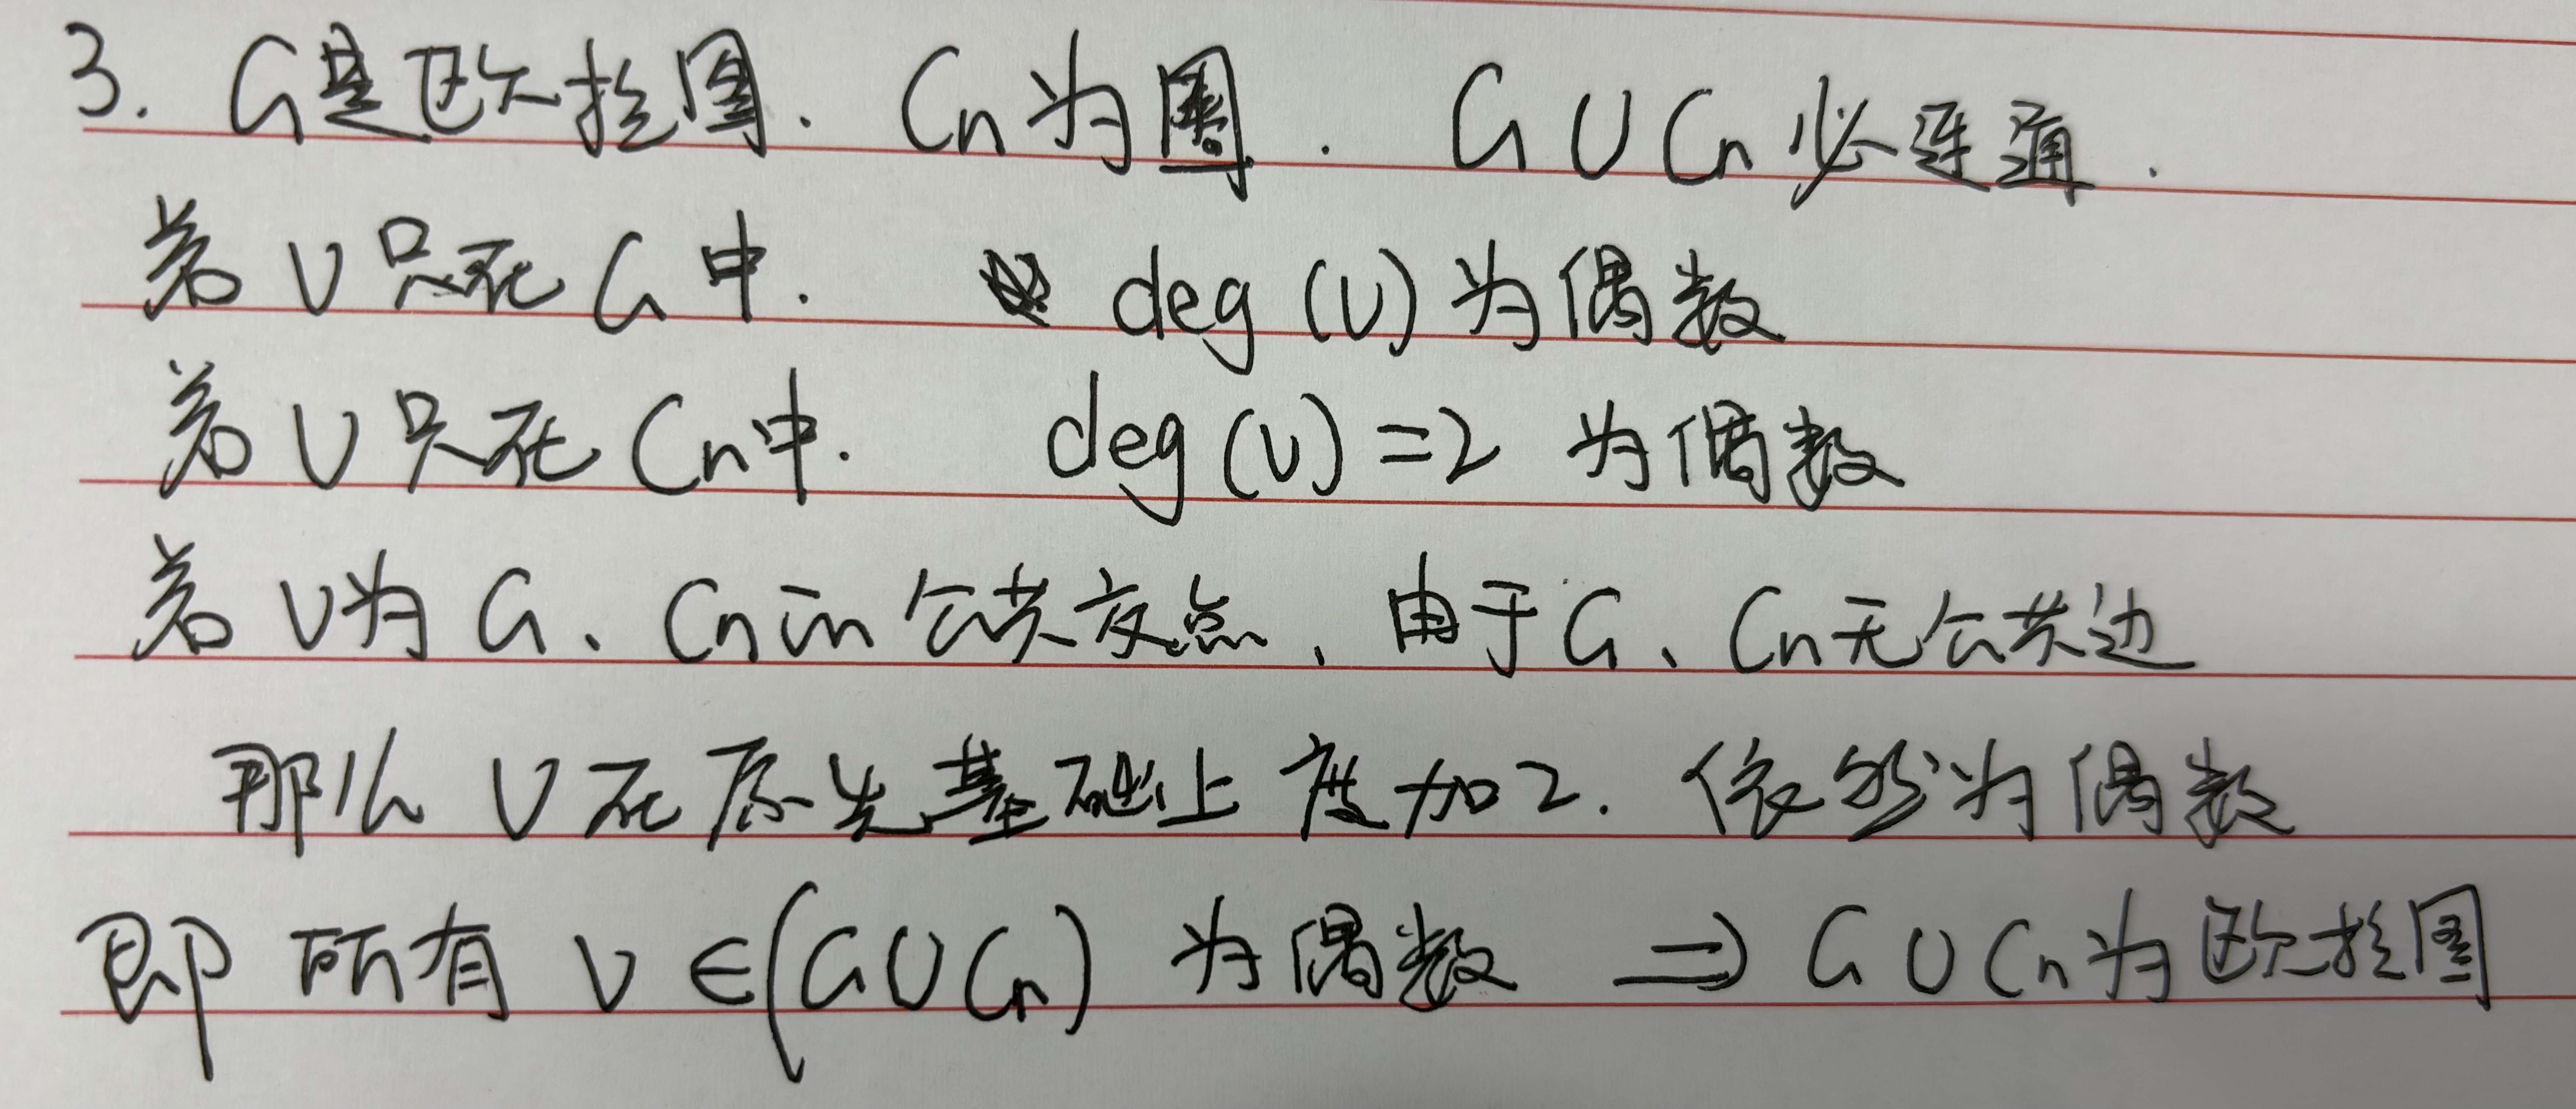 3. G是欧拉图. Cn为圈. G∪Cn必连通.
若v只在G中. deg(v)为偶数
若v只在Cn中. deg(v)=2 为偶数
若v为G、Cn的公共交点、由于G、Cn无公共边
那么 v在原先基础上度加2. 依然为偶数
即 所有 v∈(G∪Cn) 为偶数 ⇒ G∪Cn为欧拉图